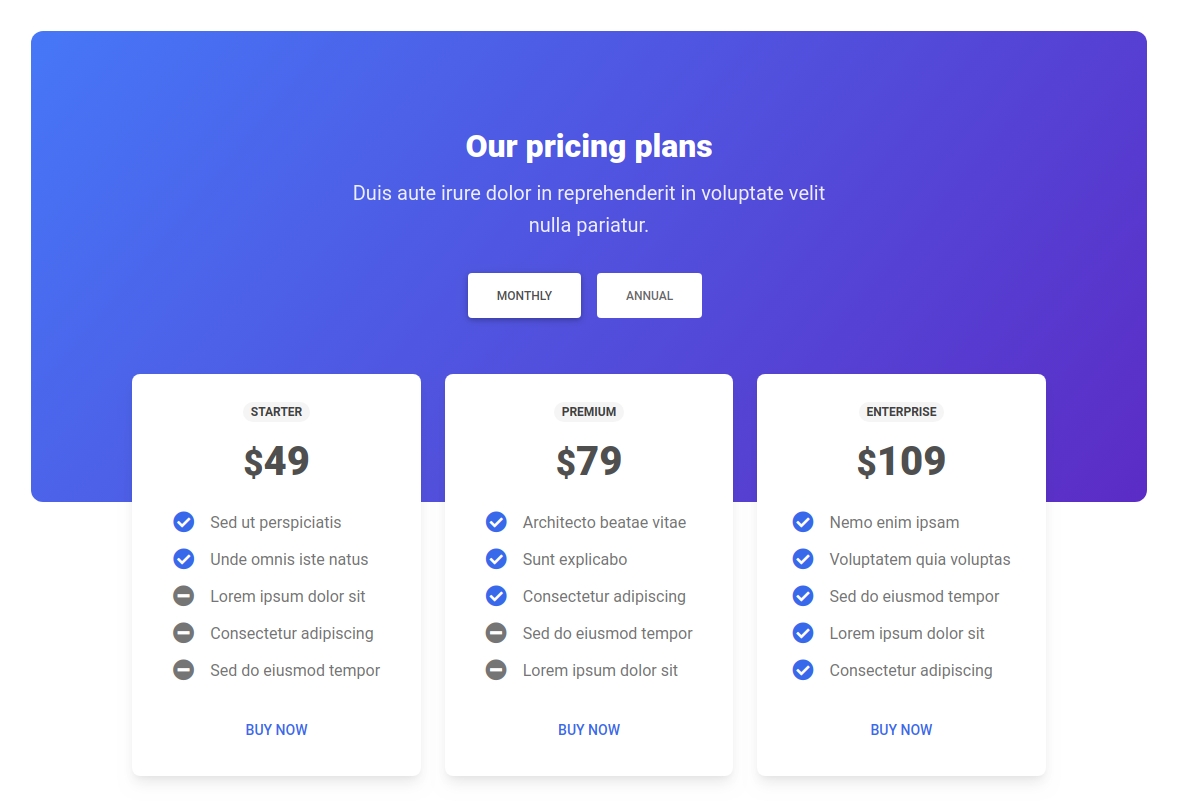 Our pricing plans
Duis aute irure dolor in reprehenderit in voluptate velit
nulla pariatur.
MONTHLY
ANNUAL
STARTER
$49
Sed ut perspiciatis
Unde omnis iste natus
Lorem ipsum dolor sit
Consectetur adipiscing
Sed do eiusmod tempor
BUY NOW
PREMIUM
$79
Architecto beatae vitae
Sunt explicabo
Consectetur adipiscing
Sed do eiusmod tempor
Lorem ipsum dolor sit
BUY NOW
ENTERPRISE
$109
Nemo enim ipsam
Voluptatem quia voluptas
Sed do eiusmod tempor
Lorem ipsum dolor sit
Consectetur adipiscing
BUY NOW